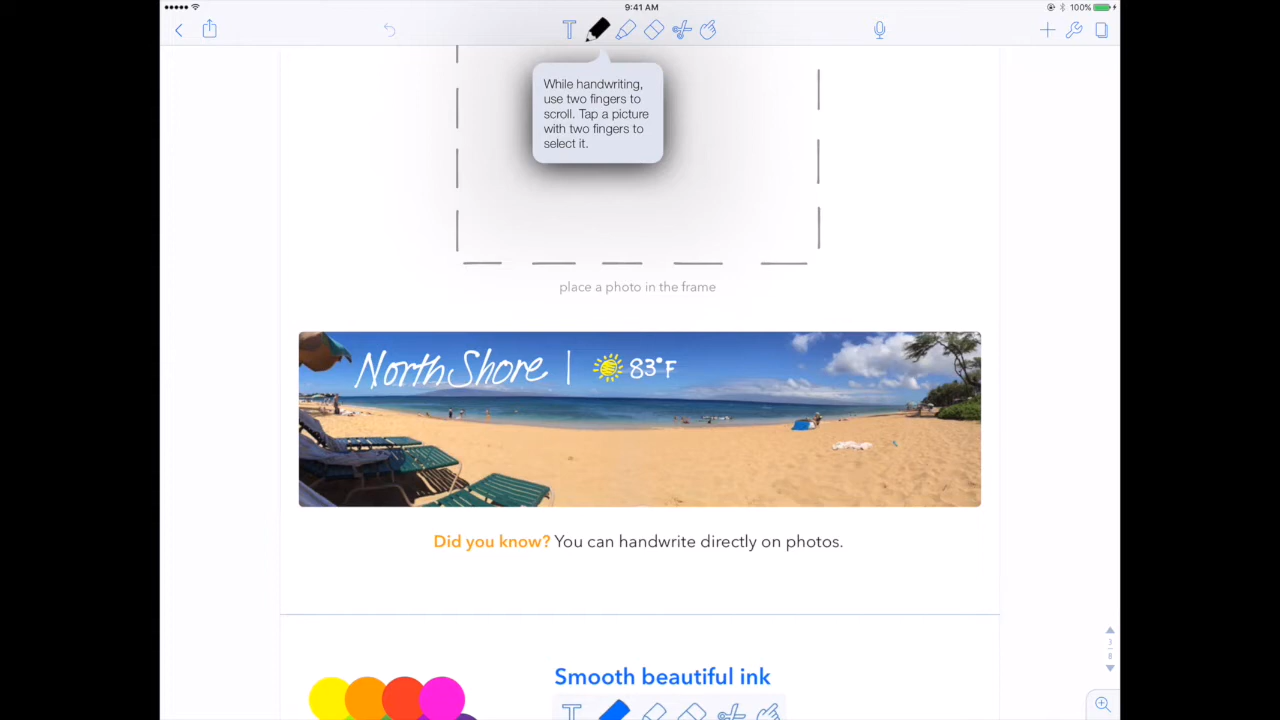 9:41 AM
100%
T
While handwriting,
use two fingers to
scroll. Tap a picture
with two fingers to
select it.
place a photo in the frame
North Shore | 83°F
Did you know? You can handwrite directly on photos.
3
8
Smooth beautiful ink
T